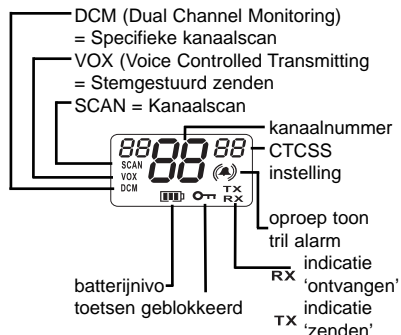 DCM (Dual Channel Monitoring)
= Specifieke kanaalscan
VOX (Voice Controlled Transmitting
= Stemgestuurd zenden
SCAN = Kanaalscan
kanaalnummer
CTCSS
instelling
88 88 88
SCAN
VOX
DCM
TX
RX
oproep toon
tril alarm
batterijnivo
toetsen geblokkeerd
RX indicatie
'ontvangen'
TX indicatie
'zenden'